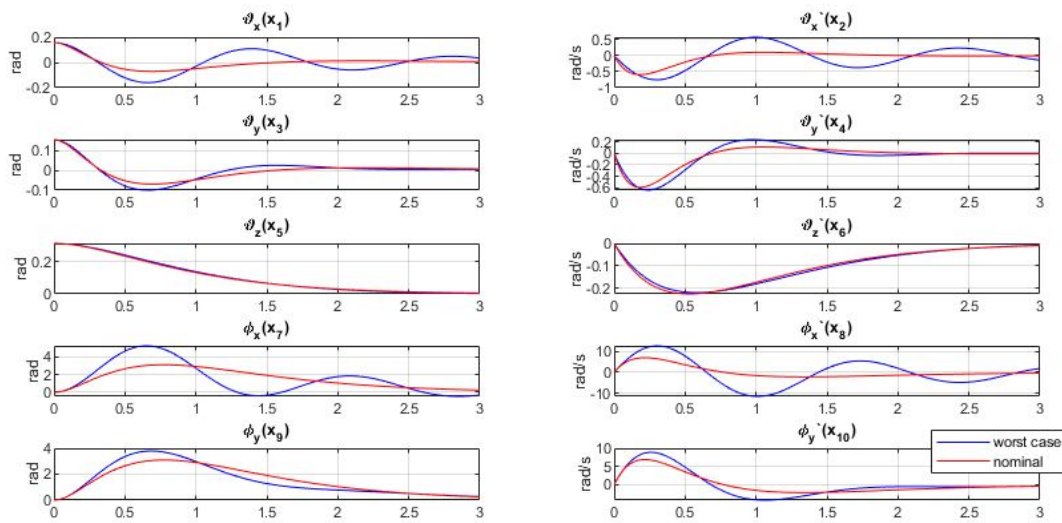 ϑx(x1)
rad
0.2
0
-0.2
0 0.5 1 1.5 2 2.5 3
ϑx`(x2)
rad/s
0.5
0
-0.5
-1
0 0.5 1 1.5 2 2.5 3
ϑy(x3)
rad
0.1
0
-0.1
0 0.5 1 1.5 2 2.5 3
ϑy`(x4)
rad/s
0.2
0
-0.2
-0.4
-0.6
0 0.5 1 1.5 2 2.5 3
ϑz(x5)
rad
0.2
0
0 0.5 1 1.5 2 2.5 3
ϑz`(x6)
rad/s
0
-0.1
-0.2
0 0.5 1 1.5 2 2.5 3
ϕx(x7)
rad
4
2
0
0 0.5 1 1.5 2 2.5 3
ϕx`(x8)
rad/s
10
0
-10
0 0.5 1 1.5 2 2.5 3
ϕy(x9)
rad
4
2
0
0 0.5 1 1.5 2 2.5 3
ϕy`(x10)
rad/s
10
5
0
0 0.5 1 1.5 2 2.5 3
worst case
nominal